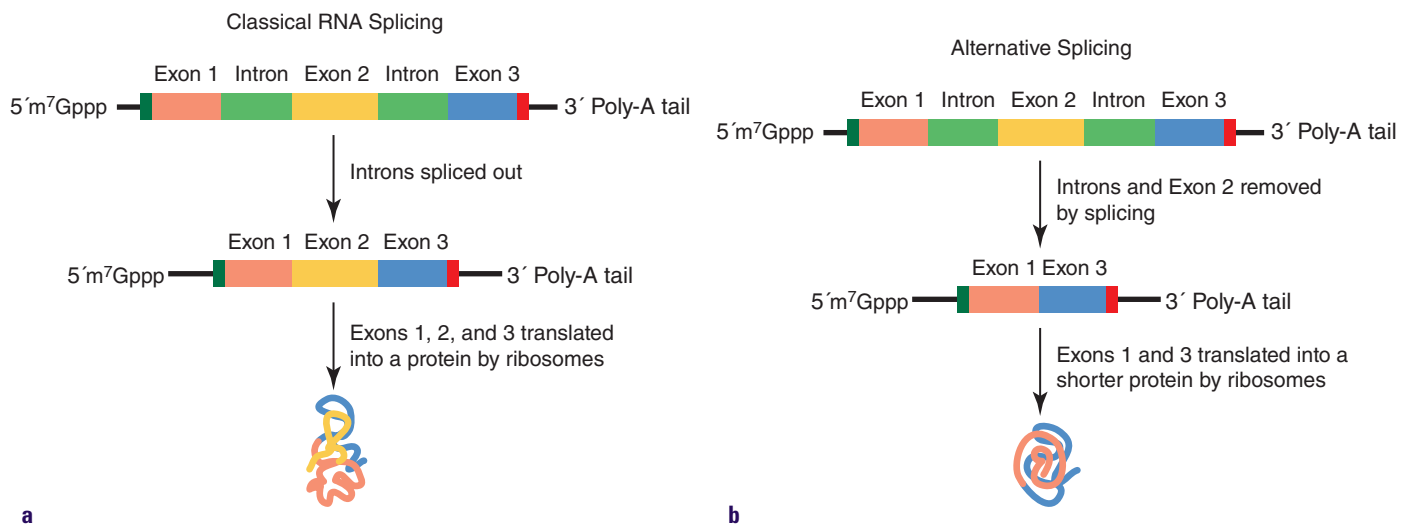 Classical RNA Splicing
Exon 1 Intron Exon 2 Intron Exon 3
5´m⁷Gppp 3´ Poly-A tail
Introns spliced out
Exon 1 Exon 2 Exon 3
5´m⁷Gppp 3´ Poly-A tail
Exons 1, 2, and 3 translated
into a protein by ribosomes
a
Alternative Splicing
Exon 1 Intron Exon 2 Intron Exon 3
5´m⁷Gppp 3´ Poly-A tail
Introns and Exon 2 removed
by splicing
Exon 1 Exon 3
5´m⁷Gppp 3´ Poly-A tail
Exons 1 and 3 translated into a
shorter protein by ribosomes
b